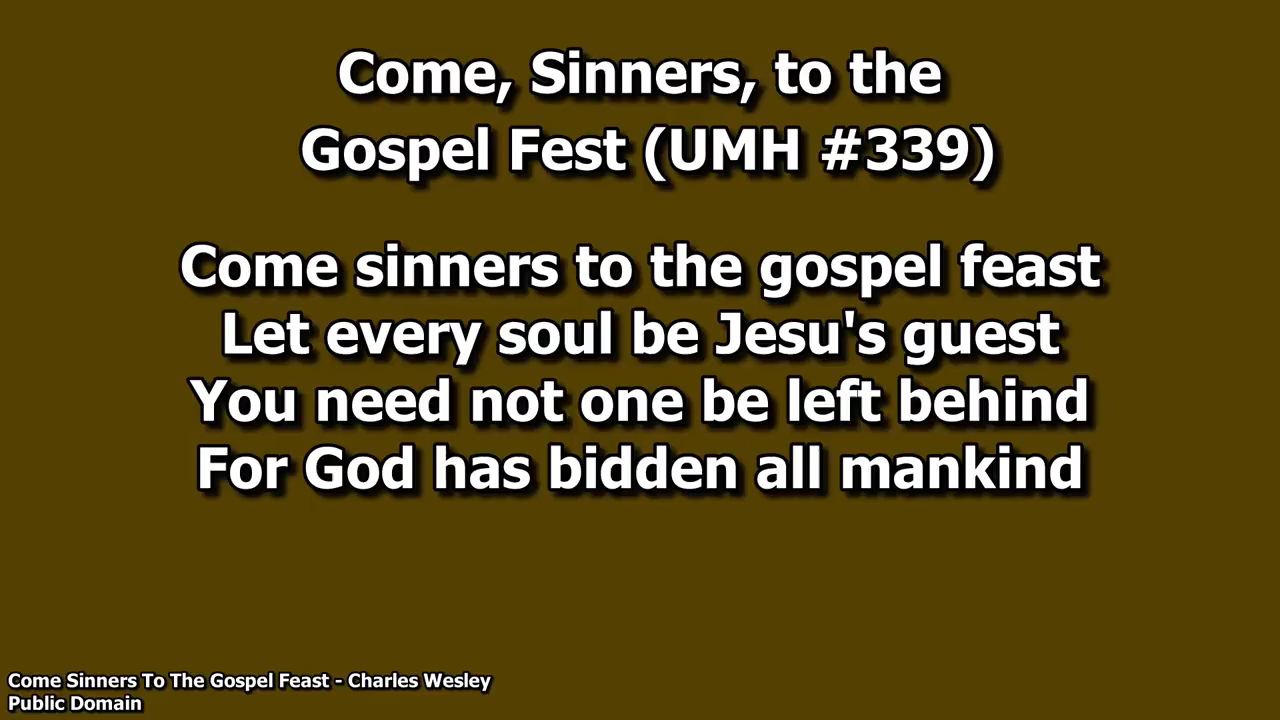 Come, Sinners, to the
Gospel Fest (UMH #339)
Come sinners to the gospel feast
Let every soul be Jesu's guest
You need not one be left behind
For God has bidden all mankind
Come Sinners To The Gospel Feast - Charles Wesley
Public Domain